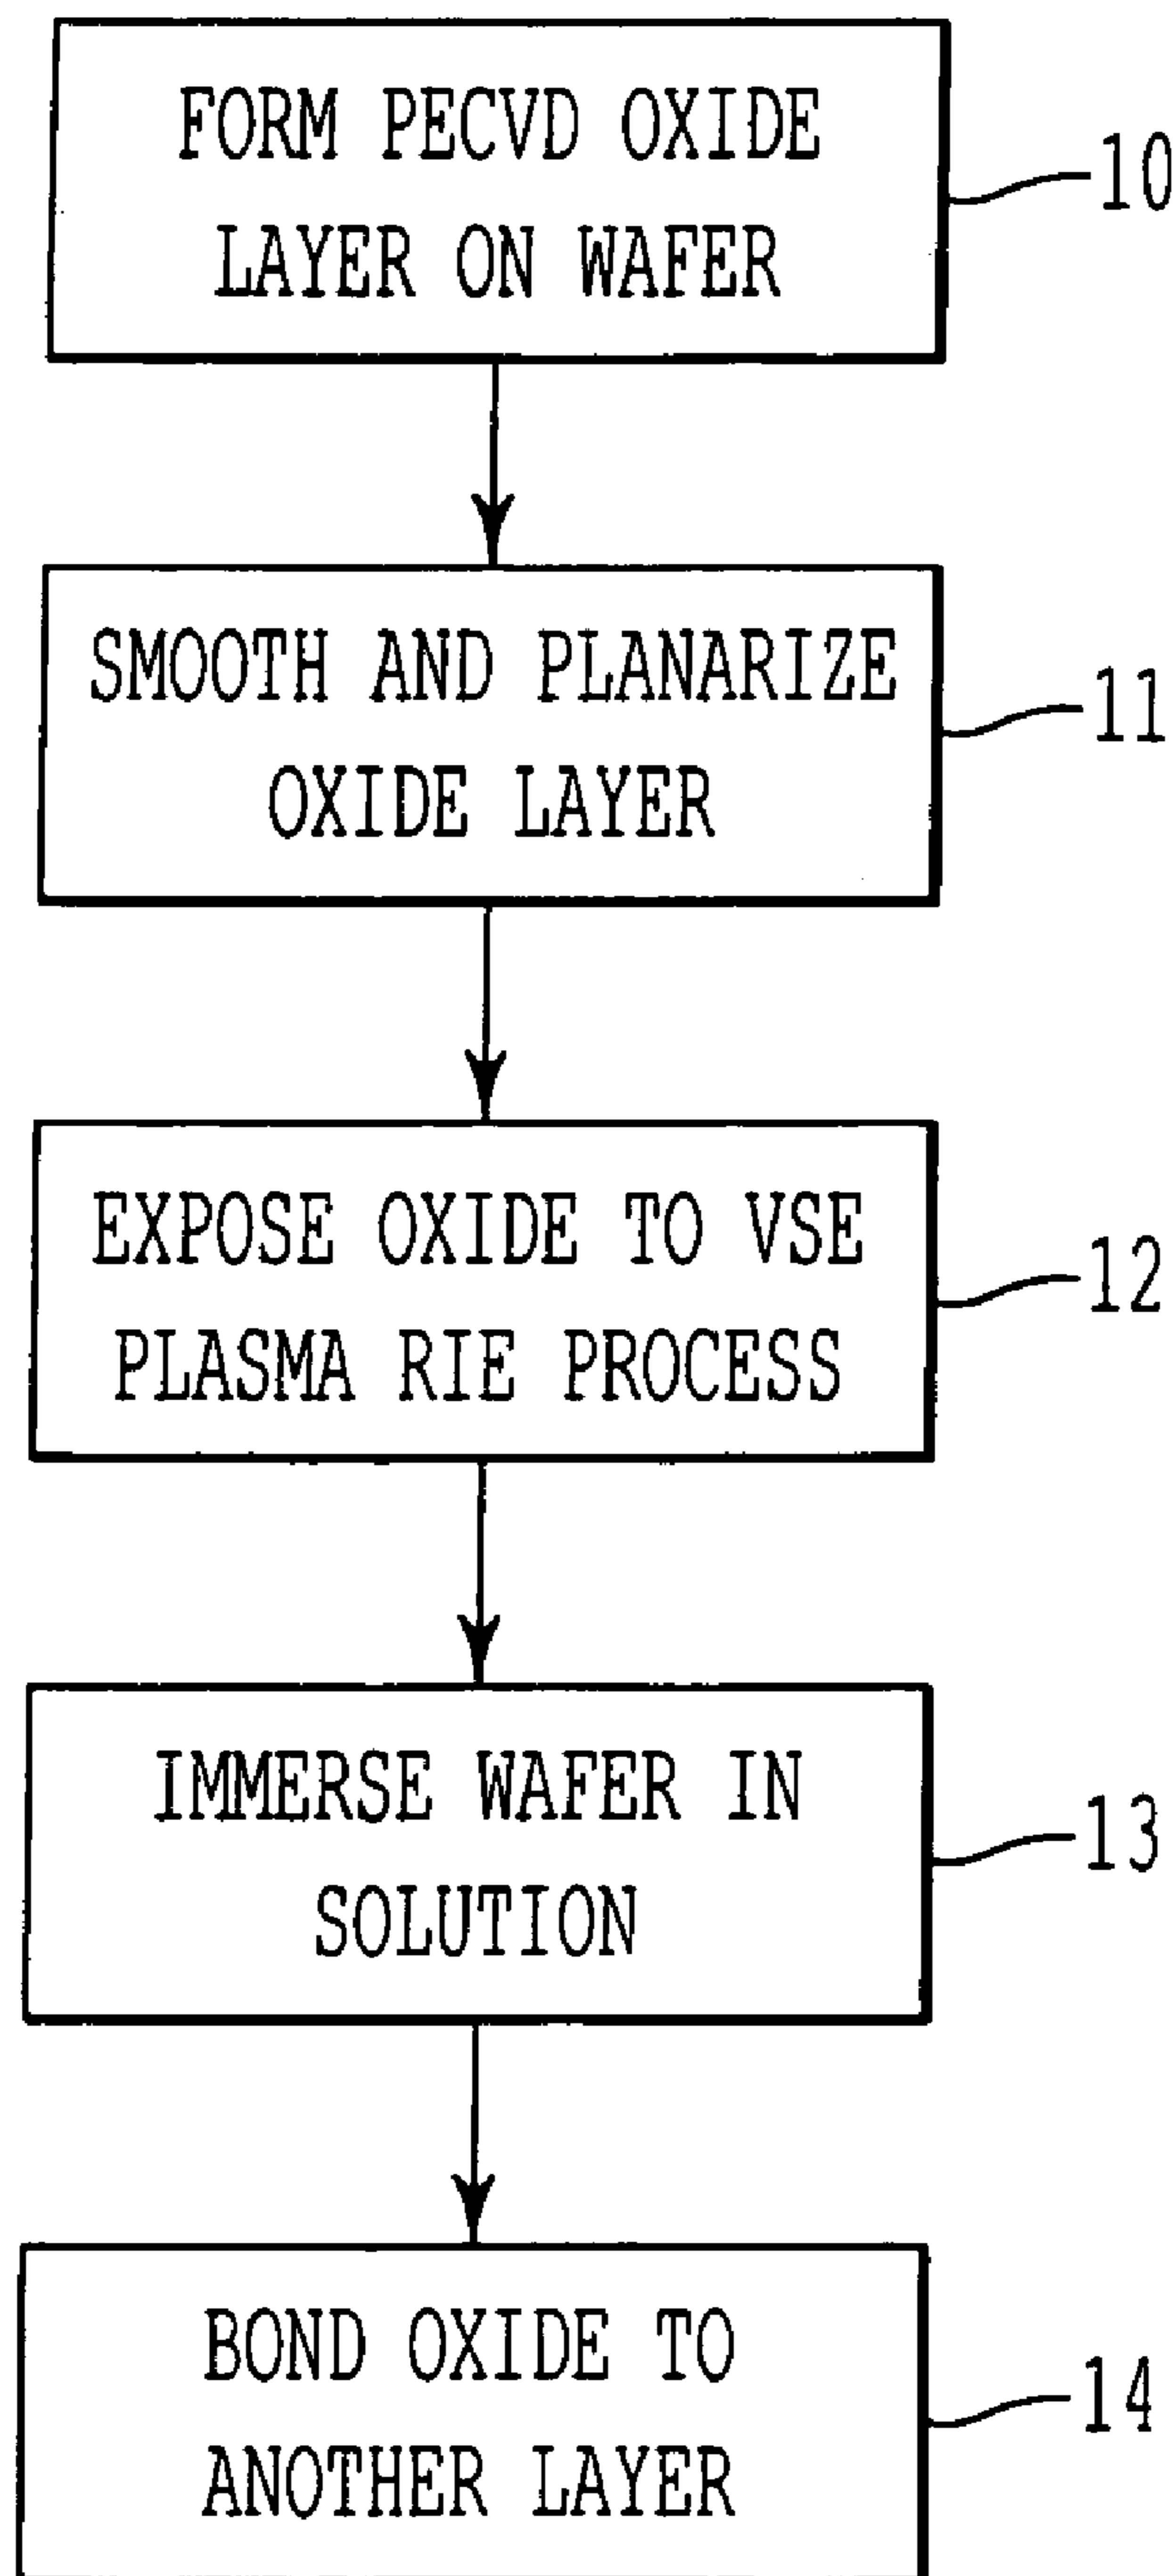 FORM PECVD OXIDE
LAYER ON WAFER
10
SMOOTH AND PLANARIZE
OXIDE LAYER
11
EXPOSE OXIDE TO VSE
PLASMA RIE PROCESS
12
IMMERSE WAFER IN
SOLUTION
13
BOND OXIDE TO
ANOTHER LAYER
14